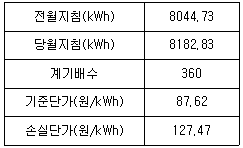 전월지침(kWh) 8044,73
당월지침(kWh) 8182,83
계기배수 360
기준단가(원/kWh) 87,62
손실단가(원/kWh) 127,47